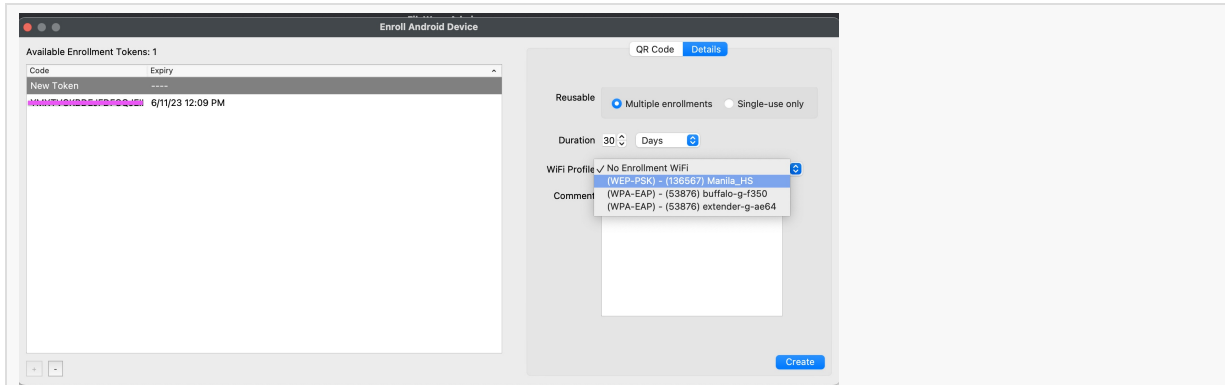 Enroll Android Device
Available Enrollment Tokens: 1
Code Expiry
New Token ----
6/11/23 12:09 PM
+ -
QR Code Details
Reusable Multiple enrollments Single-use only
Duration 30 Days
WiFi Profile ✓ No Enrollment WiFi
(WEP-PSK) - (136567) Manila_HS
(WPA-EAP) - (53876) buffalo-g-f350
(WPA-EAP) - (53876) extender-g-ae64
Comment
Create